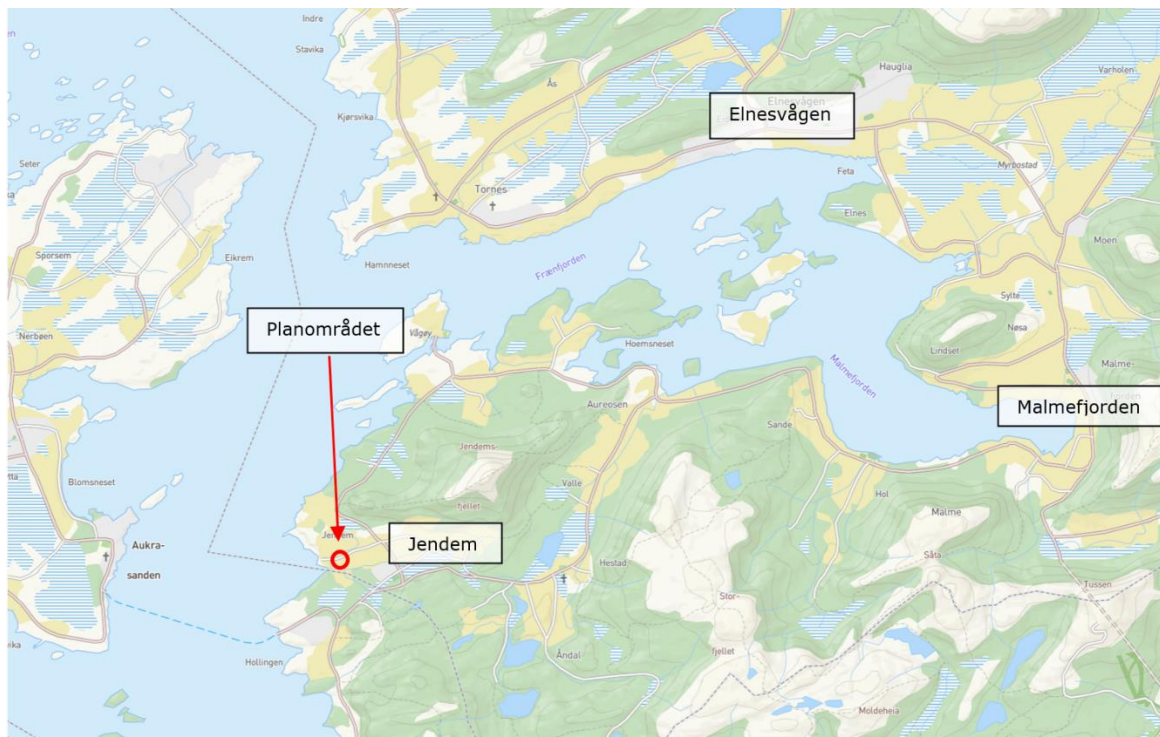 Indre
Stavika
Kjørsvika
Ås
Elnesvågen
Hauglia
Varholen
Seter
Tornes
Feta
Myrbostad
Elnes
Moen
Sporsem
Eikrem
Hamnneset
Frænfjorden
Planområdet
Vågøy
Nerbøen
Hoemsneset
Sylte
Nøsa
Lindset
Malme-
Malmefjorden
Malmefjorden
Aureosen
Sande
Jendems-
fjellet
Blomsneset
Valle
Hol
Malme
Jendem
Jendem
Aukra-
sanden
Hestad
Såta
Tussen
Stor-
fjellet
Hollingen
Åndal
Moldeheia